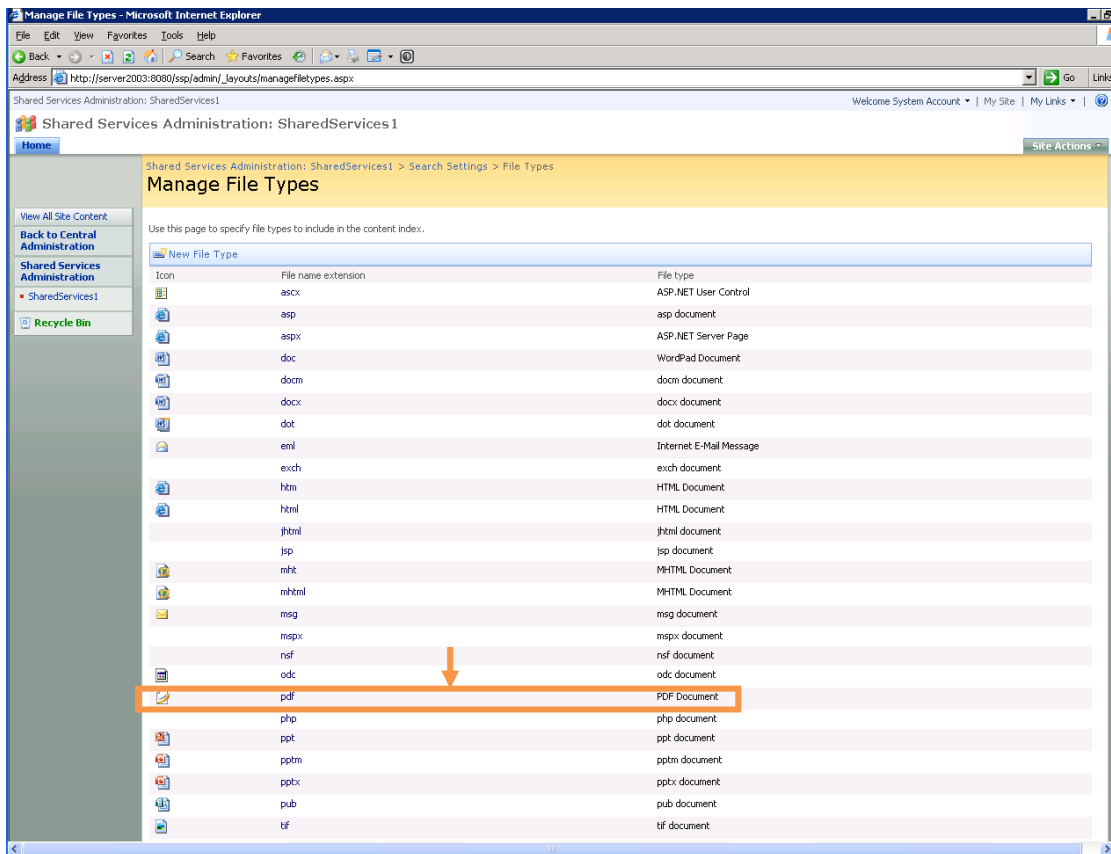 Manage File Types - Microsoft Internet Explorer
File Edit View Favorites Tools Help
Back Search Favorites
Address http://server2003:8080/ssp/admin/_layouts/managefiletypes.aspx Go Links
Shared Services Administration: SharedServices1 Welcome System Account | My Site | My Links |
Shared Services Administration: SharedServices1
Home Site Actions
Shared Services Administration: SharedServices1 > Search Settings > File Types
Manage File Types
View All Site Content
Back to Central
Administration
Shared Services
Administration
SharedServices1
Recycle Bin
Use this page to specify file types to include in the content index.
New File Type
Icon File name extension File type
ascx ASP.NET User Control
asp asp document
aspx ASP.NET Server Page
doc WordPad Document
docm docm document
docx docx document
dot dot document
eml Internet E-Mail Message
exch exch document
htm HTML Document
html HTML Document
jhtml jhtml document
jsp jsp document
mht MHTML Document
mhtml MHTML Document
msg msg document
mspx mspx document
nsf nsf document
odc odc document
pdf PDF Document
php php document
ppt ppt document
pptm pptm document
pptx pptx document
pub pub document
tif tif document